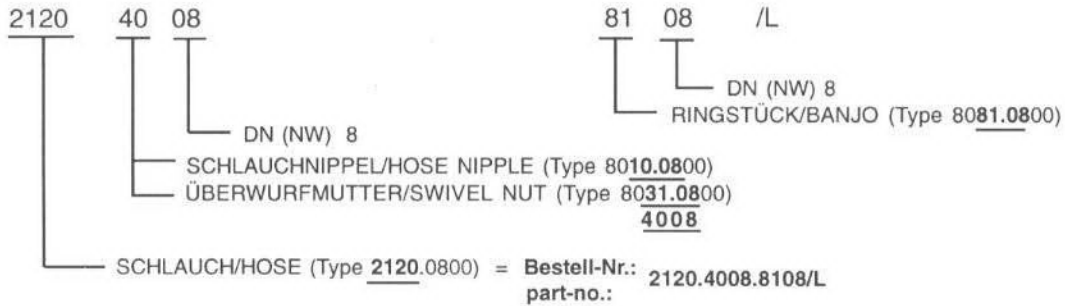 2120 40 08 81 08 /L
DN (NW) 8
RINGSTÜCK/BANJO (Type 8081.0800)
DN (NW) 8
SCHLAUCHNIPPEL/HOSE NIPPLE (Type 8010.0800)
ÜBERWURFMUTTER/SWIVEL NUT (Type 8031.0800)
4008
SCHLAUCH/HOSE (Type 2120.0800) = Bestell-Nr.: 2120.4008.8108/L
part-no.: